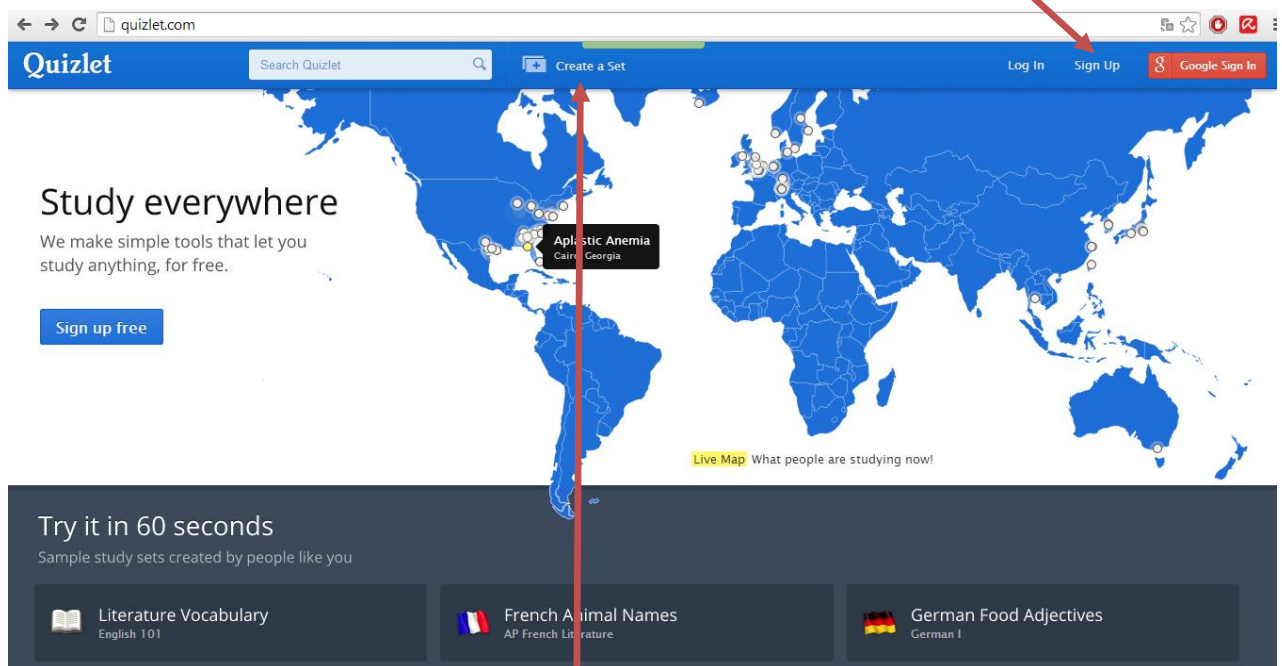 quizlet.com
Quizlet
Search Quizlet
Create a Set
Log In
Sign Up
8 Google Sign In
Study everywhere
We make simple tools that let you
study anything, for free.
Sign up free
Aplastic Anemia
Georgia
Live Map What people are studying now!
Try it in 60 seconds
Sample study sets created by people like you
Literature Vocabulary
English 101
French Animal Names
AP French Literature
German Food Adjectives
German I